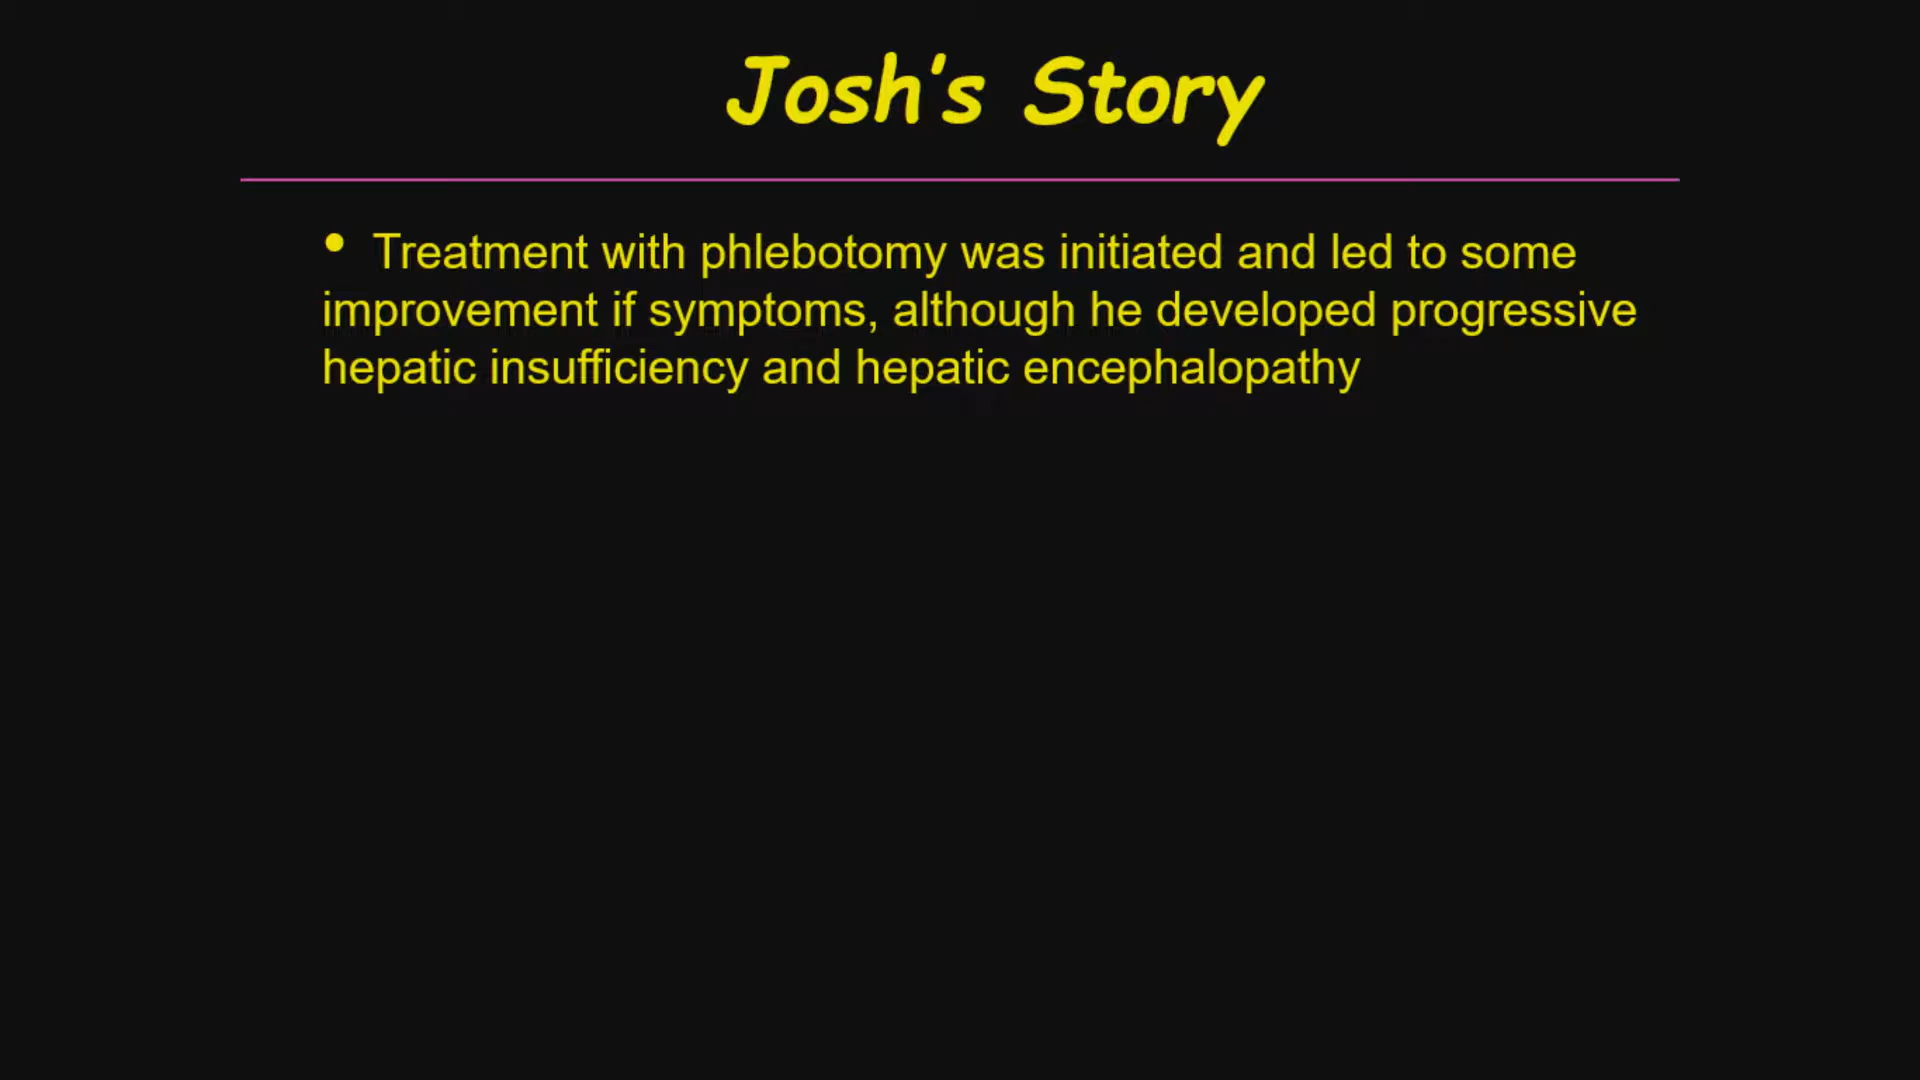 Josh's Story
• Treatment with phlebotomy was initiated and led to some
improvement if symptoms, although he developed progressive
hepatic insufficiency and hepatic encephalopathy